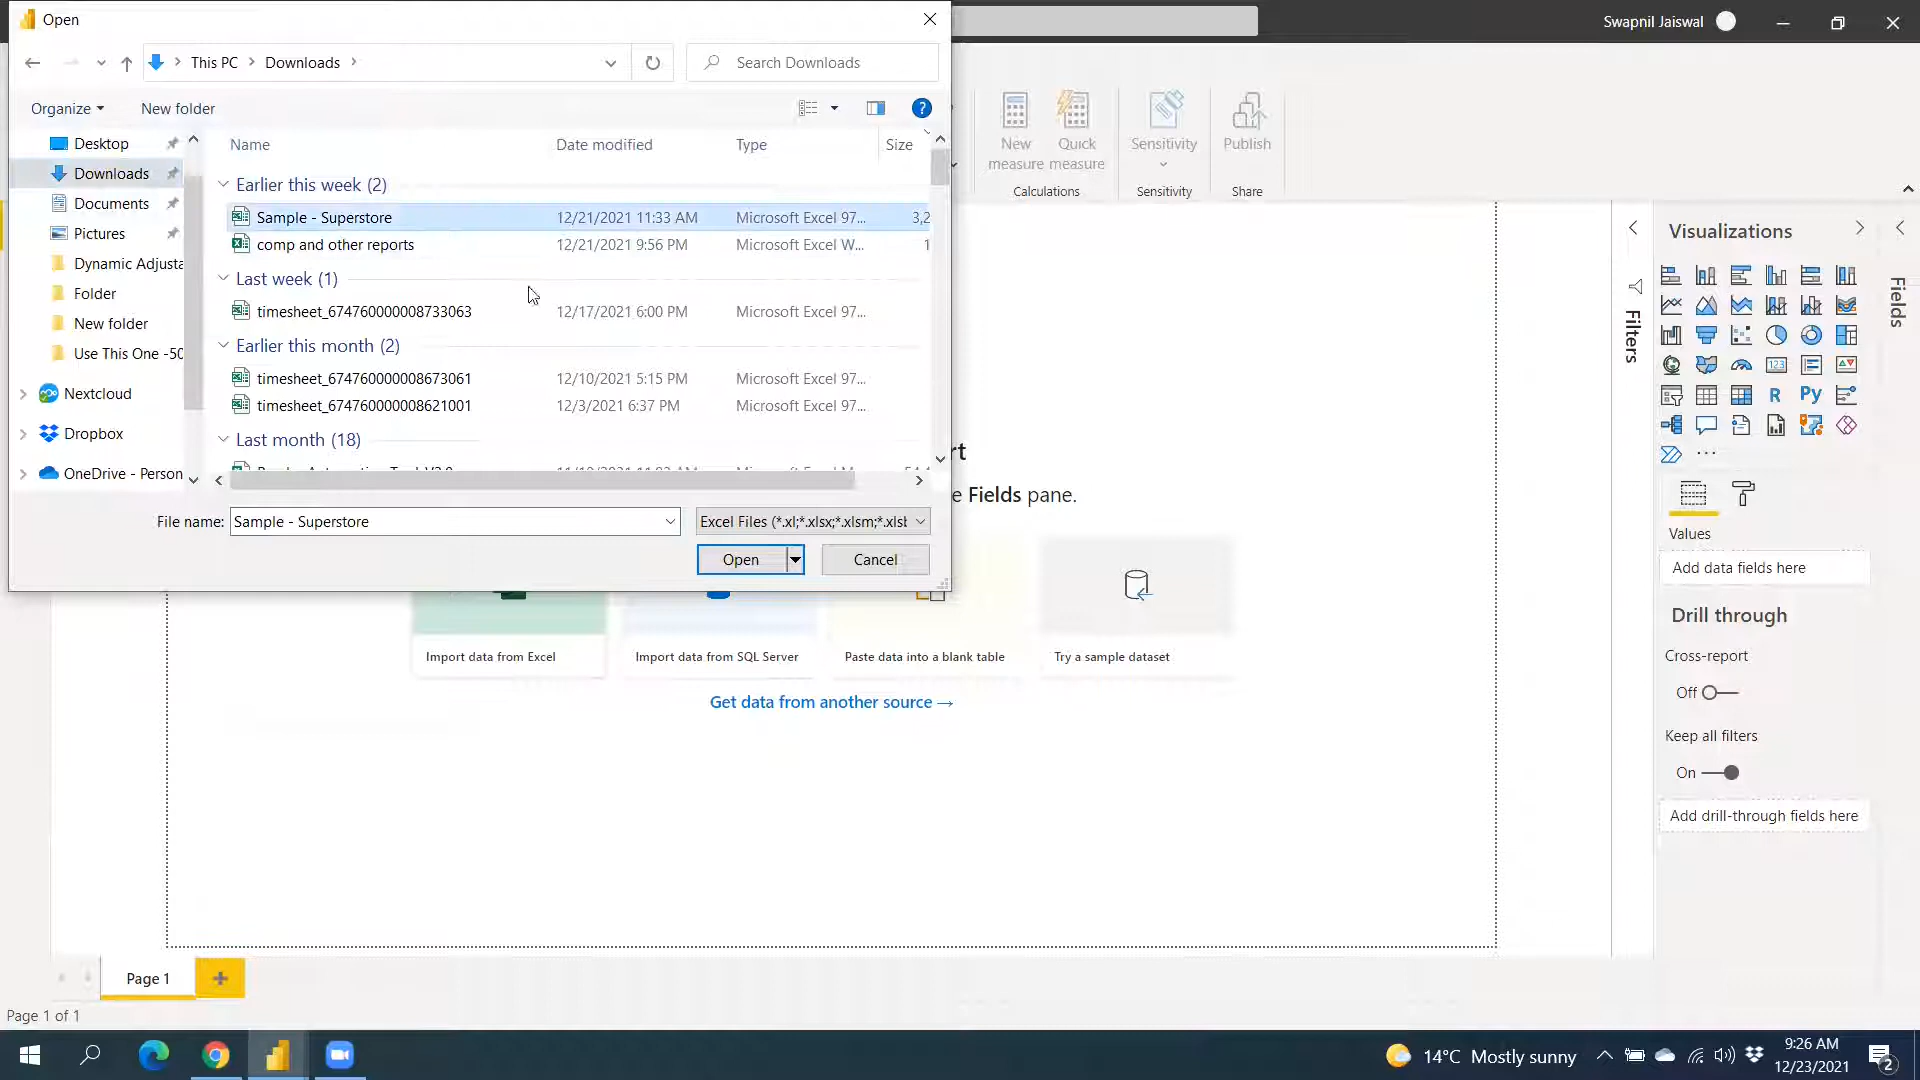 Open
Swapnil Jaiswal
This PC
Downloads
Search Downloads
Organize
New folder
?
Name
Date modified
Type
Size
Desktop
Downloads
Documents
Pictures
Dynamic Adjusta
Folder
New folder
Use This One -50
Nextcloud
Dropbox
OneDrive - Person
Earlier this week (2)
Sample - Superstore 12/21/2021 11:33 AM Microsoft Excel 97... 3,2
comp and other reports 12/21/2021 9:56 PM Microsoft Excel W... 1
Last week (1)
timesheet_674760000008733063 12/17/2021 6:00 PM Microsoft Excel 97...
Earlier this month (2)
timesheet_674760000008673061 12/10/2021 5:15 PM Microsoft Excel 97...
timesheet_674760000008621001 12/3/2021 6:37 PM Microsoft Excel 97...
Last month (18)
File name: Sample - Superstore
Excel Files (*.xl;*.xlsx;*.xlsm;*.xlsb
Open
Cancel
New measure
Quick measure
Calculations
Sensitivity
Sensitivity
Publish
Share
Fields pane.
Import data from Excel
Import data from SQL Server
Paste data into a blank table
Try a sample dataset
Get data from another source →
Filters
Visualizations
123
R
Py
...
Values
Add data fields here
Drill through
Cross-report
Off
Keep all filters
On
Add drill-through fields here
Fields
Page 1
+
Page 1 of 1
14°C Mostly sunny
9:26 AM
12/23/2021
2